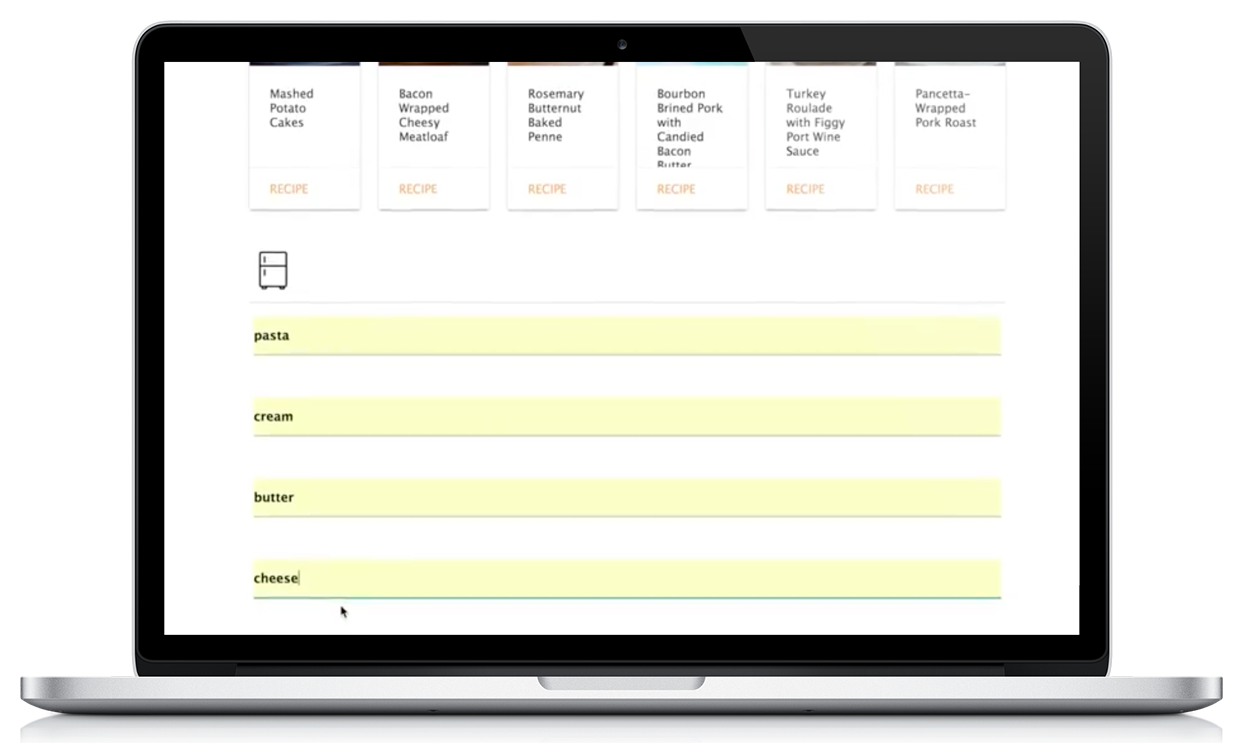 Mashed
Potato
Cakes
RECIPE
Bacon
Wrapped
Cheesy
Meatloaf
RECIPE
Rosemary
Butternut
Baked
Penne
RECIPE
Bourbon
Brined Pork
with
Candied
Bacon
Butter
RECIPE
Turkey
Roulade
with Figgy
Port Wine
Sauce
RECIPE
Pancetta-
Wrapped
Pork Roast
RECIPE
pasta
cream
butter
cheese